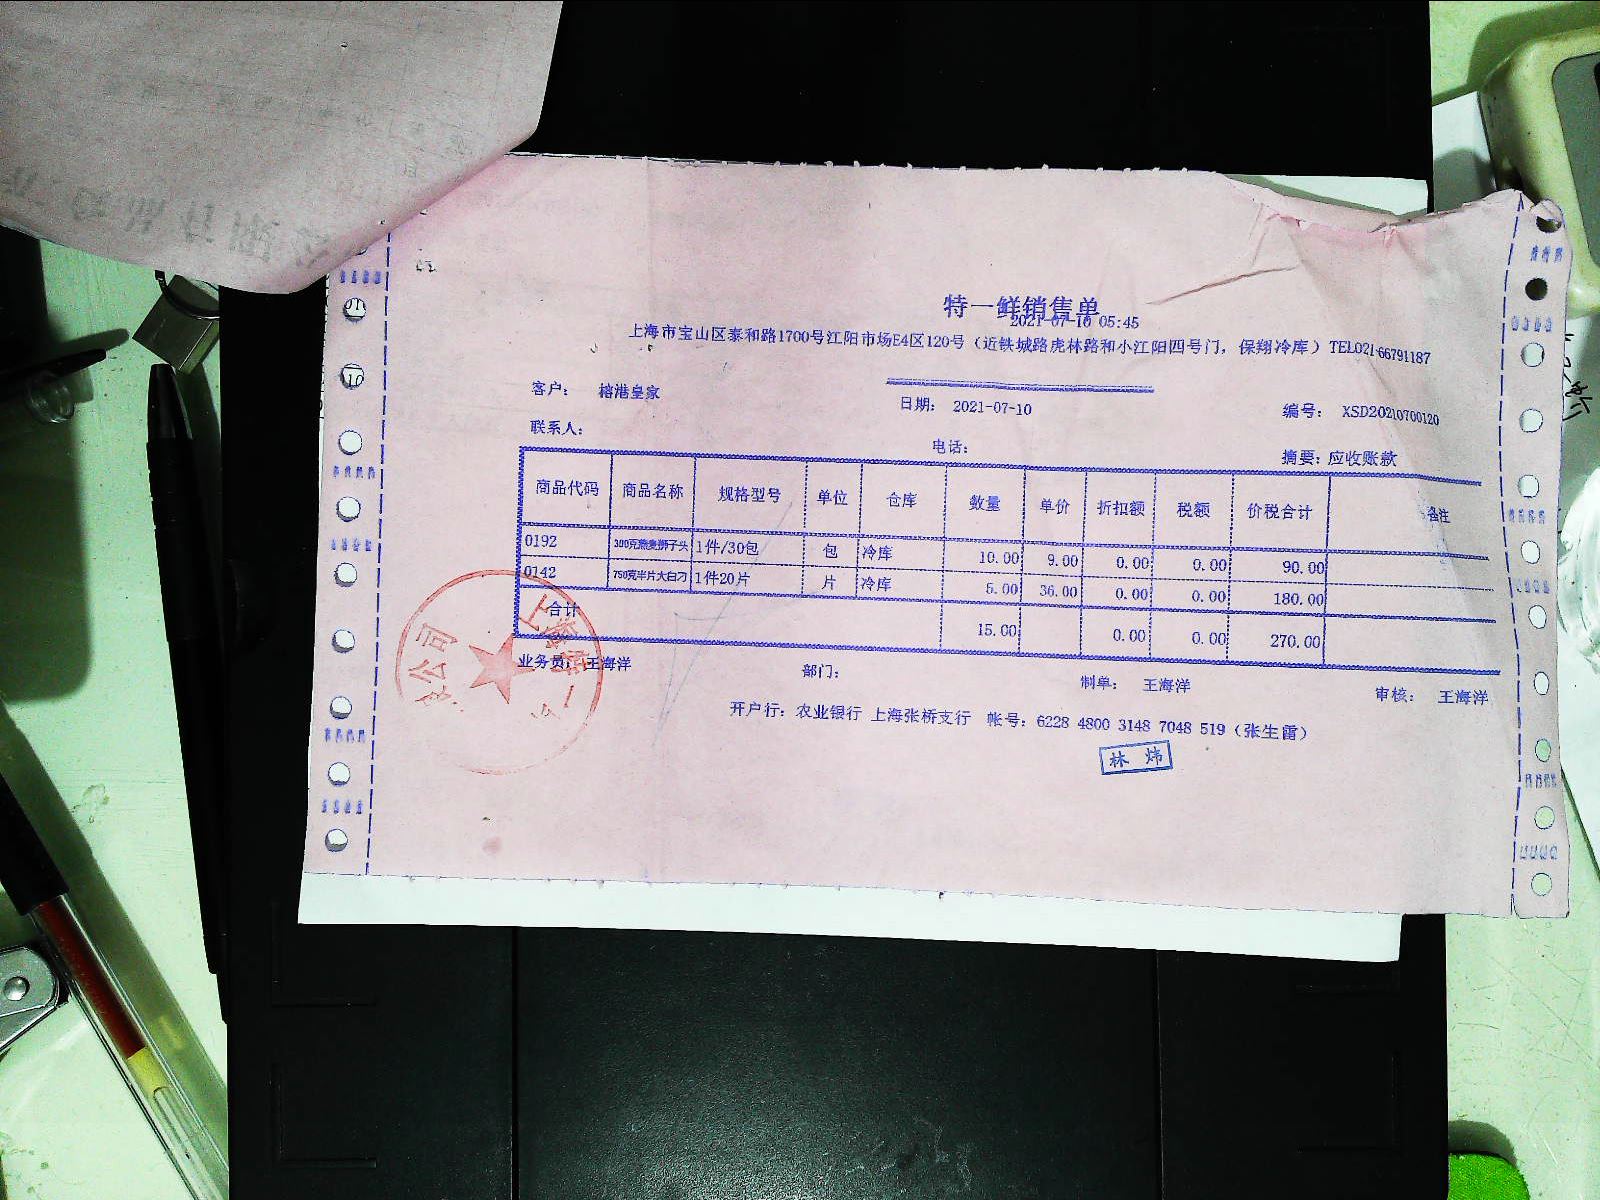 特一鲜销售单
2021-07-10 05:45
上海市宝山区泰和路1700号江阳市场E4区120号（近铁城路虎林路和小江阳四号门，保翔冷库）TEL021-66791187
客户： 榕港皇家 日期： 2021-07-10 编号： XSD20210700120
联系人： 电话： 摘要：应收账款
商品代码 商品名称 规格型号 单位 仓库 数量 单价 折扣额 税额 价税合计 备注
0192 300克燕麦狮子头 1件/30包 包 冷库 10.00 9.00 0.00 0.00 90.00
0142 750克半片大白刁 1件20片 片 冷库 5.00 36.00 0.00 0.00 180.00
合计 15.00 0.00 0.00 270.00
业务员： 王海洋 部门： 制单： 王海洋 审核： 王海洋
开户行：农业银行 上海张桥支行 帐号：6228 4800 3148 7048 519（张生雷）
林 炜
上海特一
公司